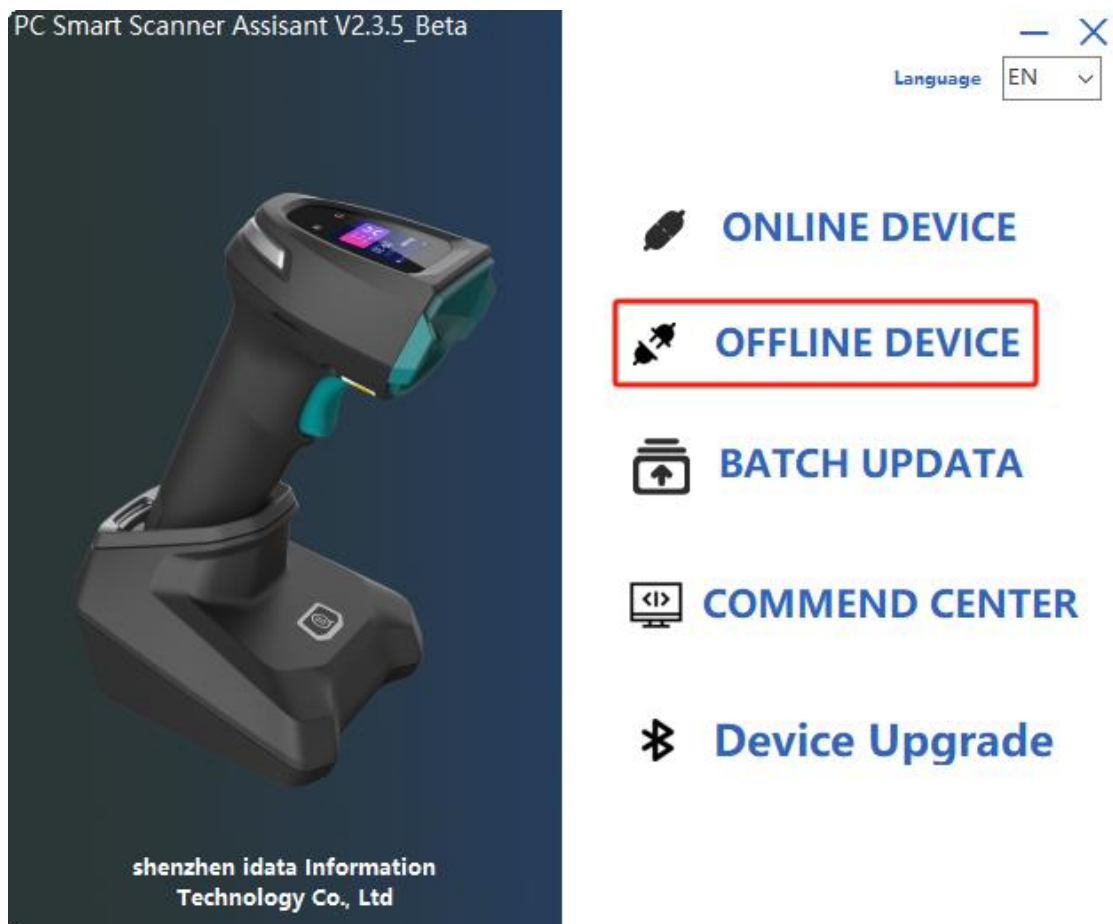 PC Smart Scanner Assisant V2.3.5_Beta
Language EN
ONLINE DEVICE
OFFLINE DEVICE
BATCH UPDATA
COMMEND CENTER
Device Upgrade
shenzhen idata Information
Technology Co., Ltd